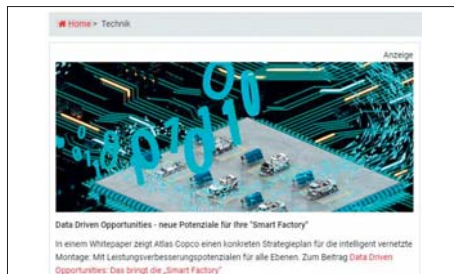 Home > Technik
Anzeige
Data Driven Opportunities - neue Potenziale für Ihre "Smart Factory"
In einem Whitepaper zeigt Atlas Copco einen konkreten Strategieplan für die intelligent vernetzte
Montage: Mit Leistungsverbesserungspotenzialen für alle Ebenen. Zum Beitrag Data Driven
Opportunities: Das bringt die „Smart Factory"